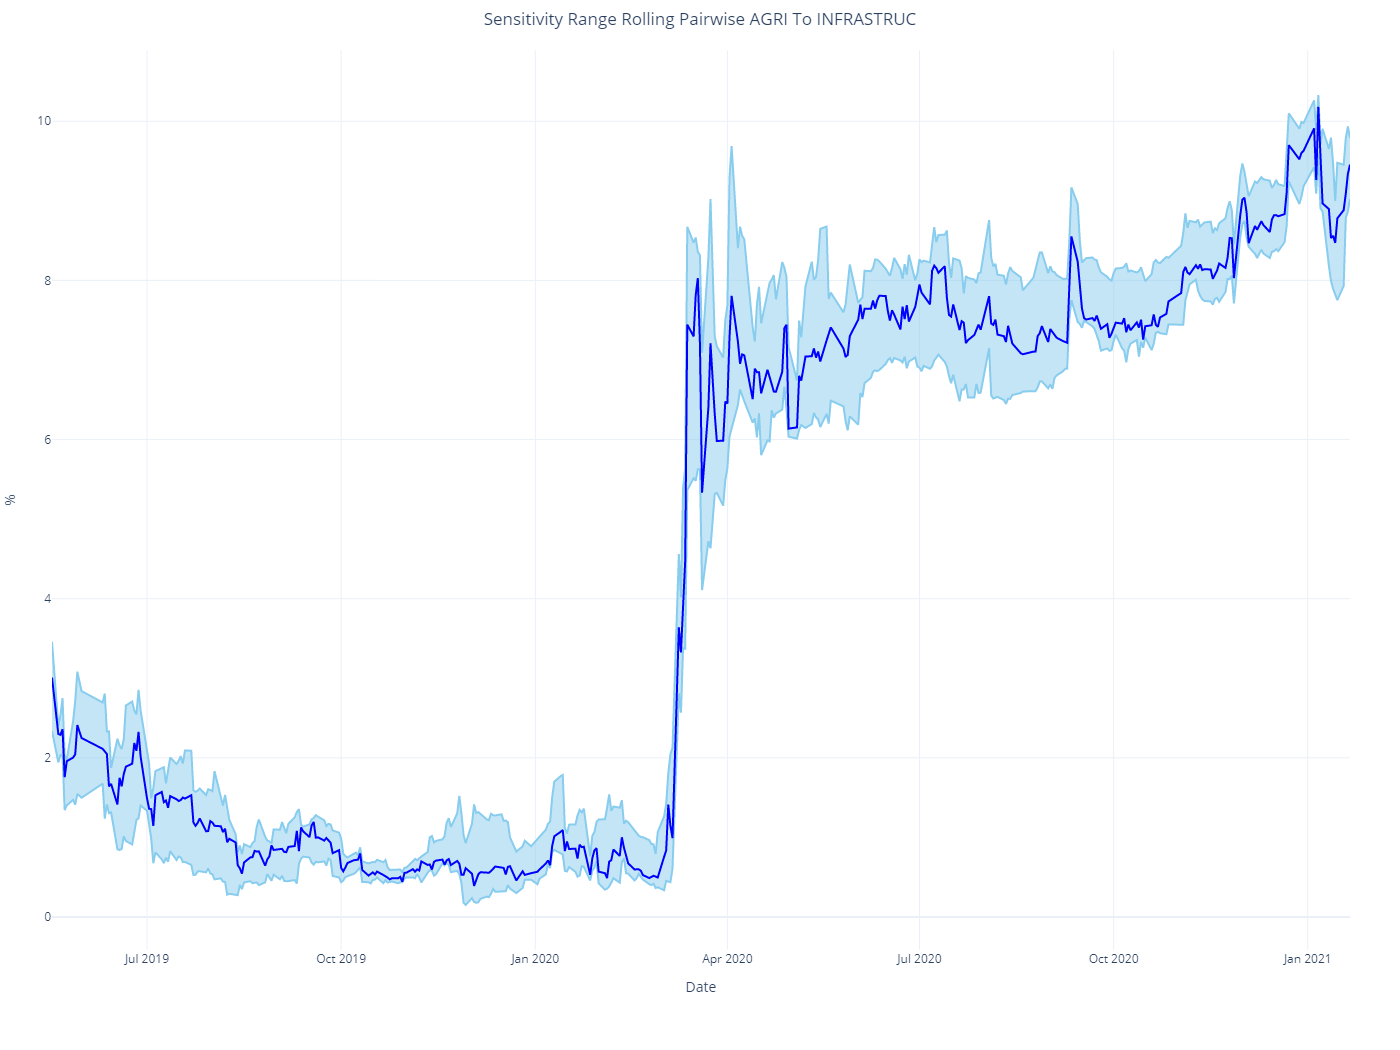 Sensitivity Range Rolling Pairwise AGRI To INFRASTRUC
10
8
6
%
4
2
0
Jul 2019
Oct 2019
Jan 2020
Apr 2020
Jul 2020
Oct 2020
Jan 2021
Date